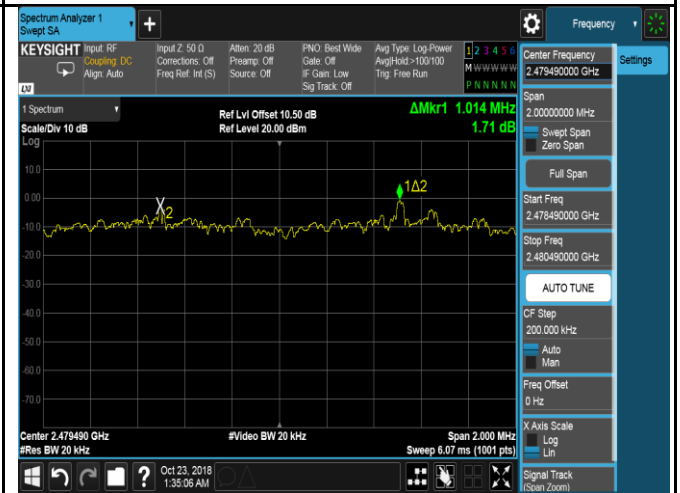 Spectrum Analyzer 1
Swept SA
Frequency
KEYSIGHT
Input: RF
Coupling: DC
Align: Auto
Input Z: 50 Ω
Corrections: Off
Freq Ref: Int (S)
Atten: 20 dB
Preamp: Off
Source: Off
PNO: Best Wide
Gate: Off
IF Gain: Low
Sig Track: Off
Avg Type: Log-Power
Avg|Hold:>100/100
Trig: Free Run
1 2 3 4 5 6
M W W W W W
P N N N N N
LXI
1 Spectrum
Scale/Div 10 dB
Log
Ref Lvl Offset 10.50 dB
Ref Level 20.00 dBm
ΔMkr1 1.014 MHz
1.71 dB
10.0
0.00
-10.0
-20.0
-30.0
-40.0
-50.0
-60.0
-70.0
X2
1Δ2
Center 2.479490 GHz
#Res BW 20 kHz
#Video BW 20 kHz
Span 2.000 MHz
Sweep 6.07 ms (1001 pts)
?
Oct 23, 2018
1:35:06 AM
Settings
Center Frequency
2.479490000 GHz
Span
2.00000000 MHz
Swept Span
Zero Span
Full Span
Start Freq
2.478490000 GHz
Stop Freq
2.480490000 GHz
AUTO TUNE
CF Step
200.000 kHz
Auto
Man
Freq Offset
0 Hz
X Axis Scale
Log
Lin
Signal Track
(Span Zoom)